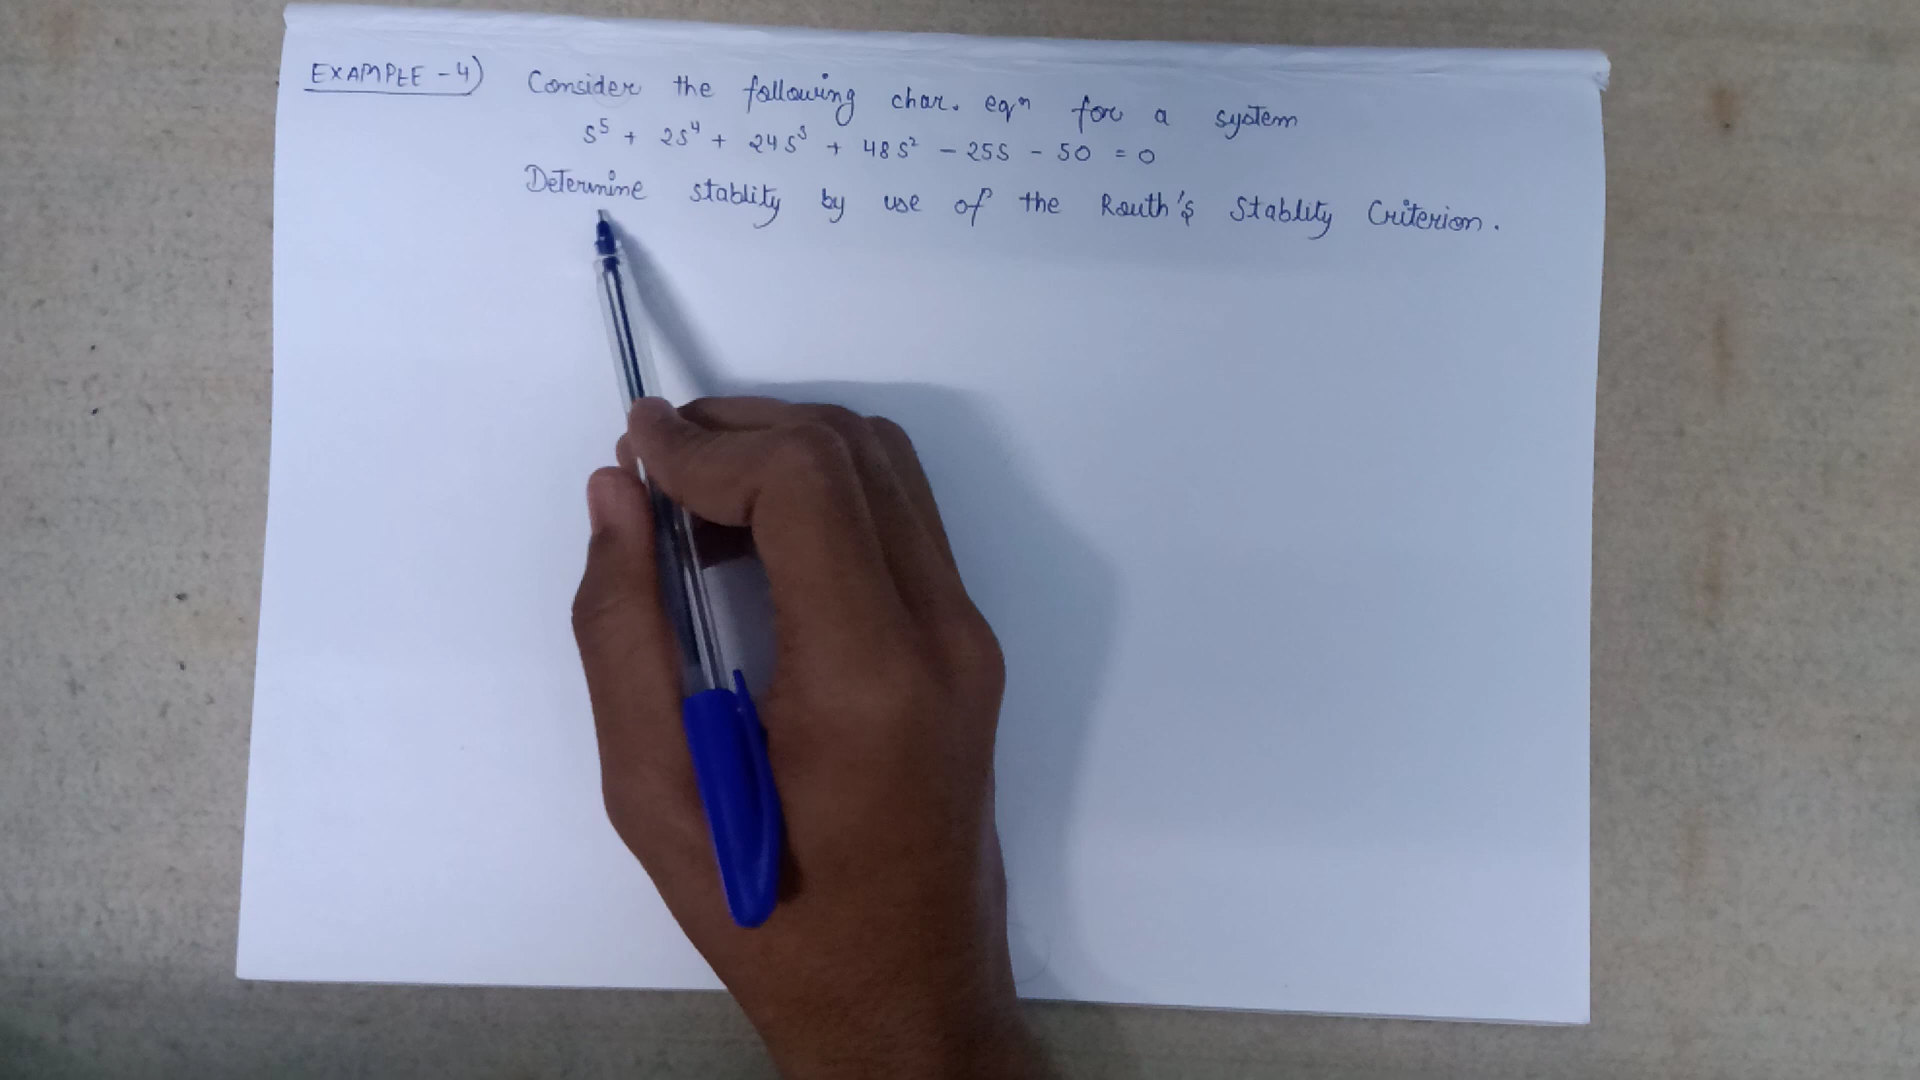 EXAMPLE - 4) Consider the following char. eqⁿ for a system
s⁵ + 2s⁴ + 24s³ + 48s² - 25s - 50 = 0
Determine stablity by use of the Routh's Stablity Criterion.